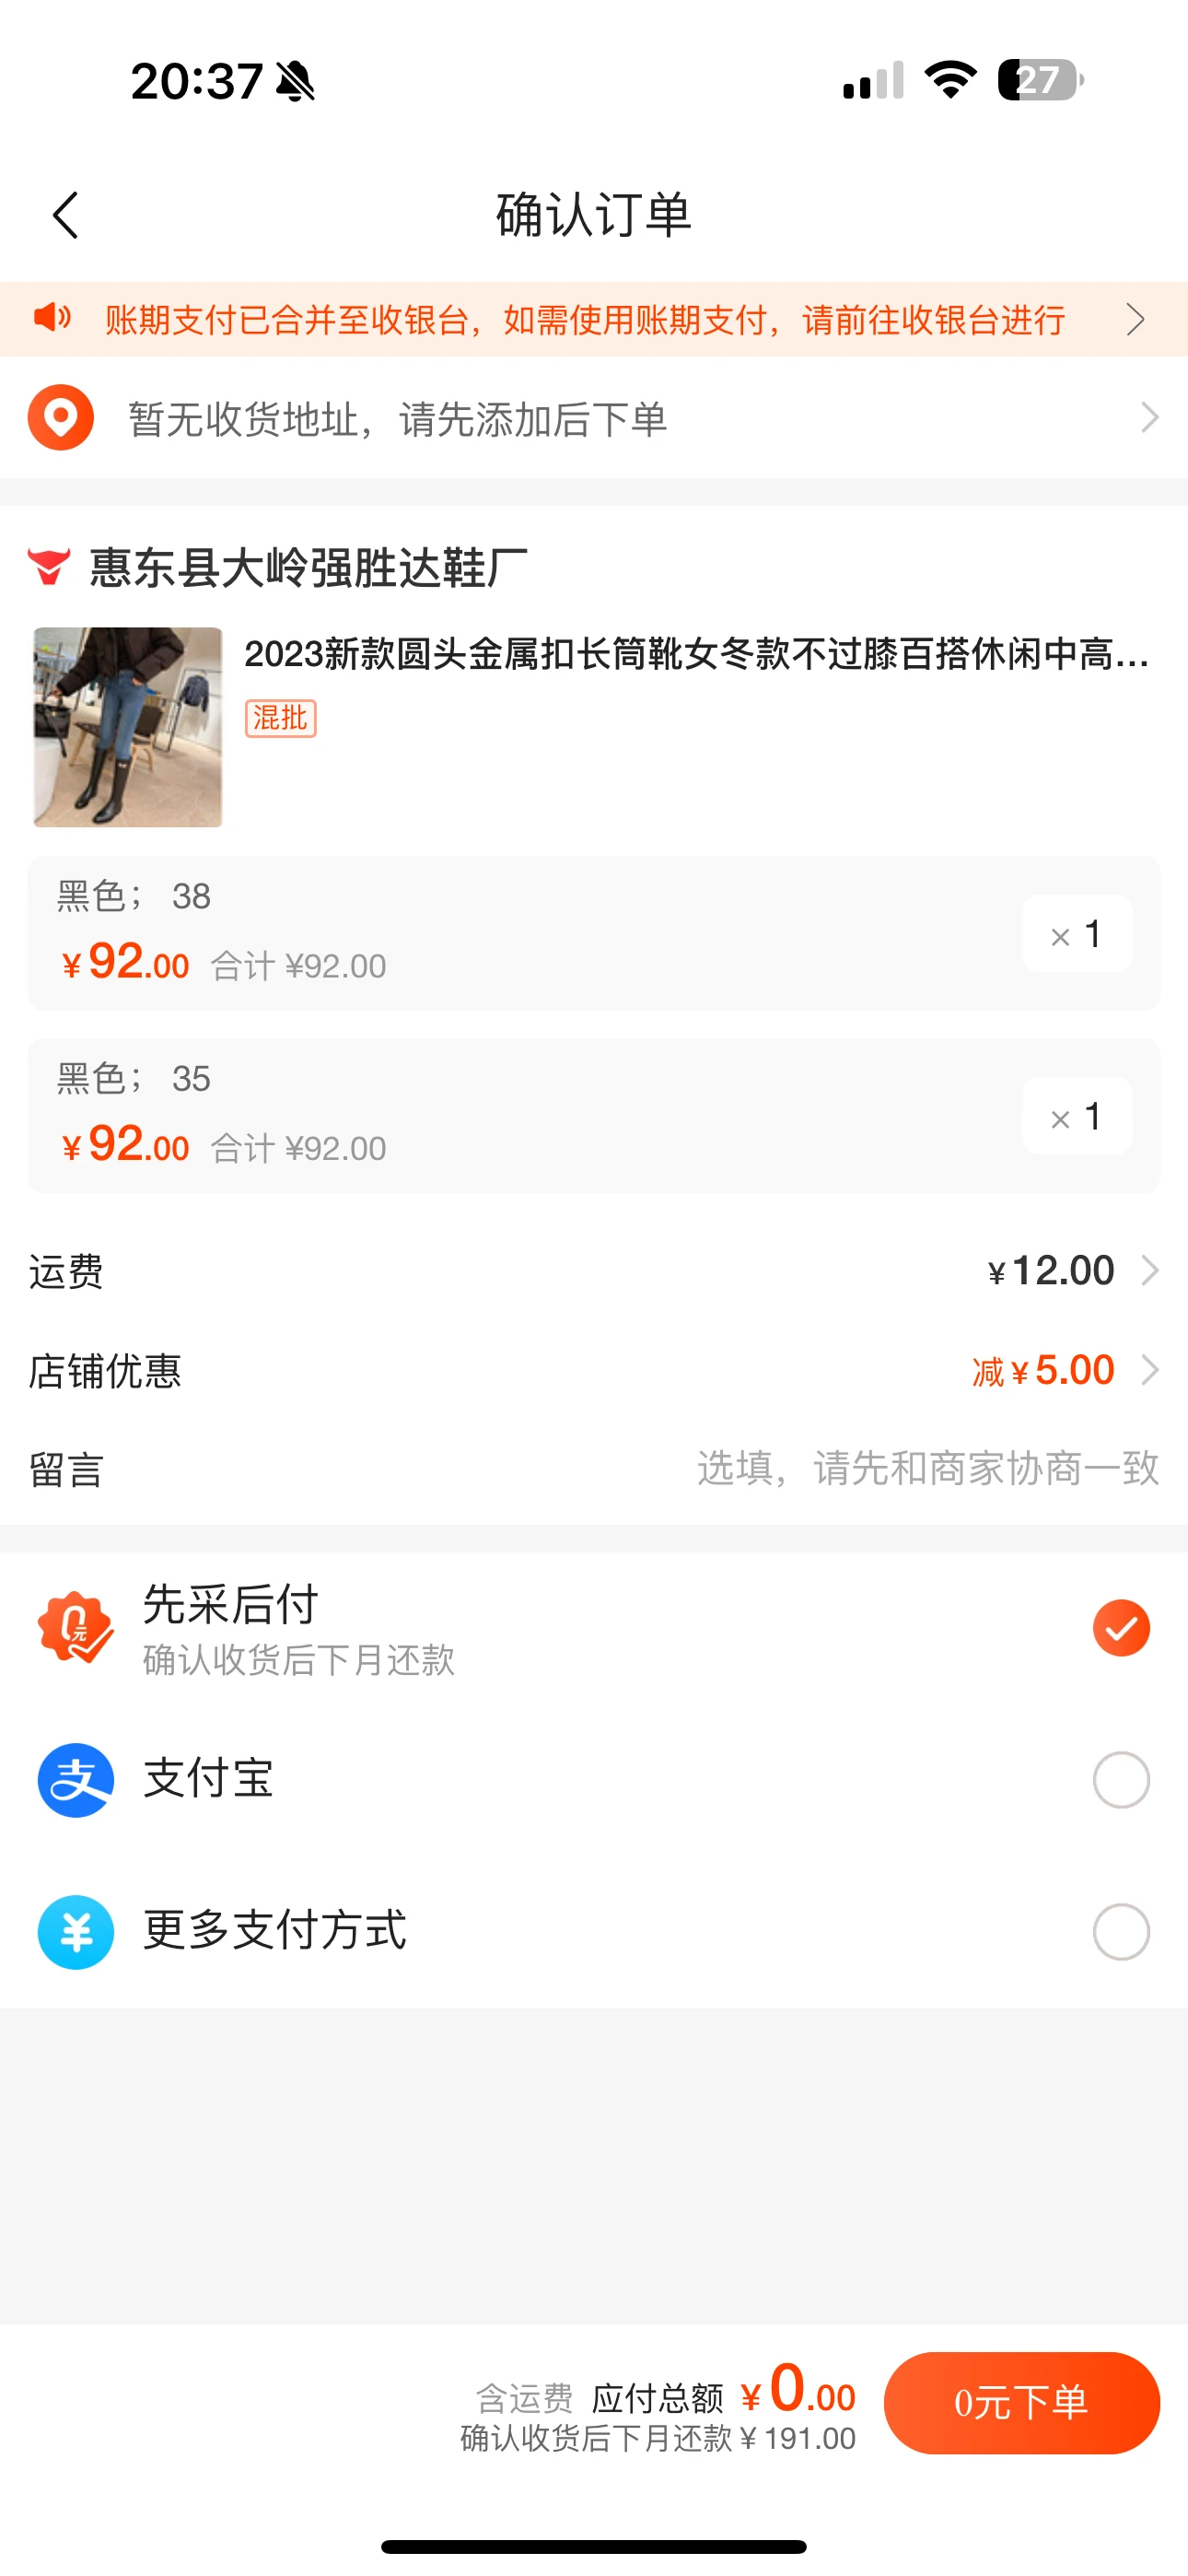 20:37
27
确认订单
账期支付已合并至收银台，如需使用账期支付，请前往收银台进行
暂无收货地址，请先添加后下单
惠东县大岭强胜达鞋厂
2023新款圆头金属扣长筒靴女冬款不过膝百搭休闲中高...
混批
黑色； 38
× 1
¥92.00 合计 ¥92.00
黑色； 35
× 1
¥92.00 合计 ¥92.00
运费 ¥12.00
店铺优惠 减¥5.00
留言 选填，请先和商家协商一致
0元
先采后付
确认收货后下月还款
支 支付宝
¥ 更多支付方式
含运费 应付总额 ¥0.00
确认收货后下月还款¥191.00
0元下单